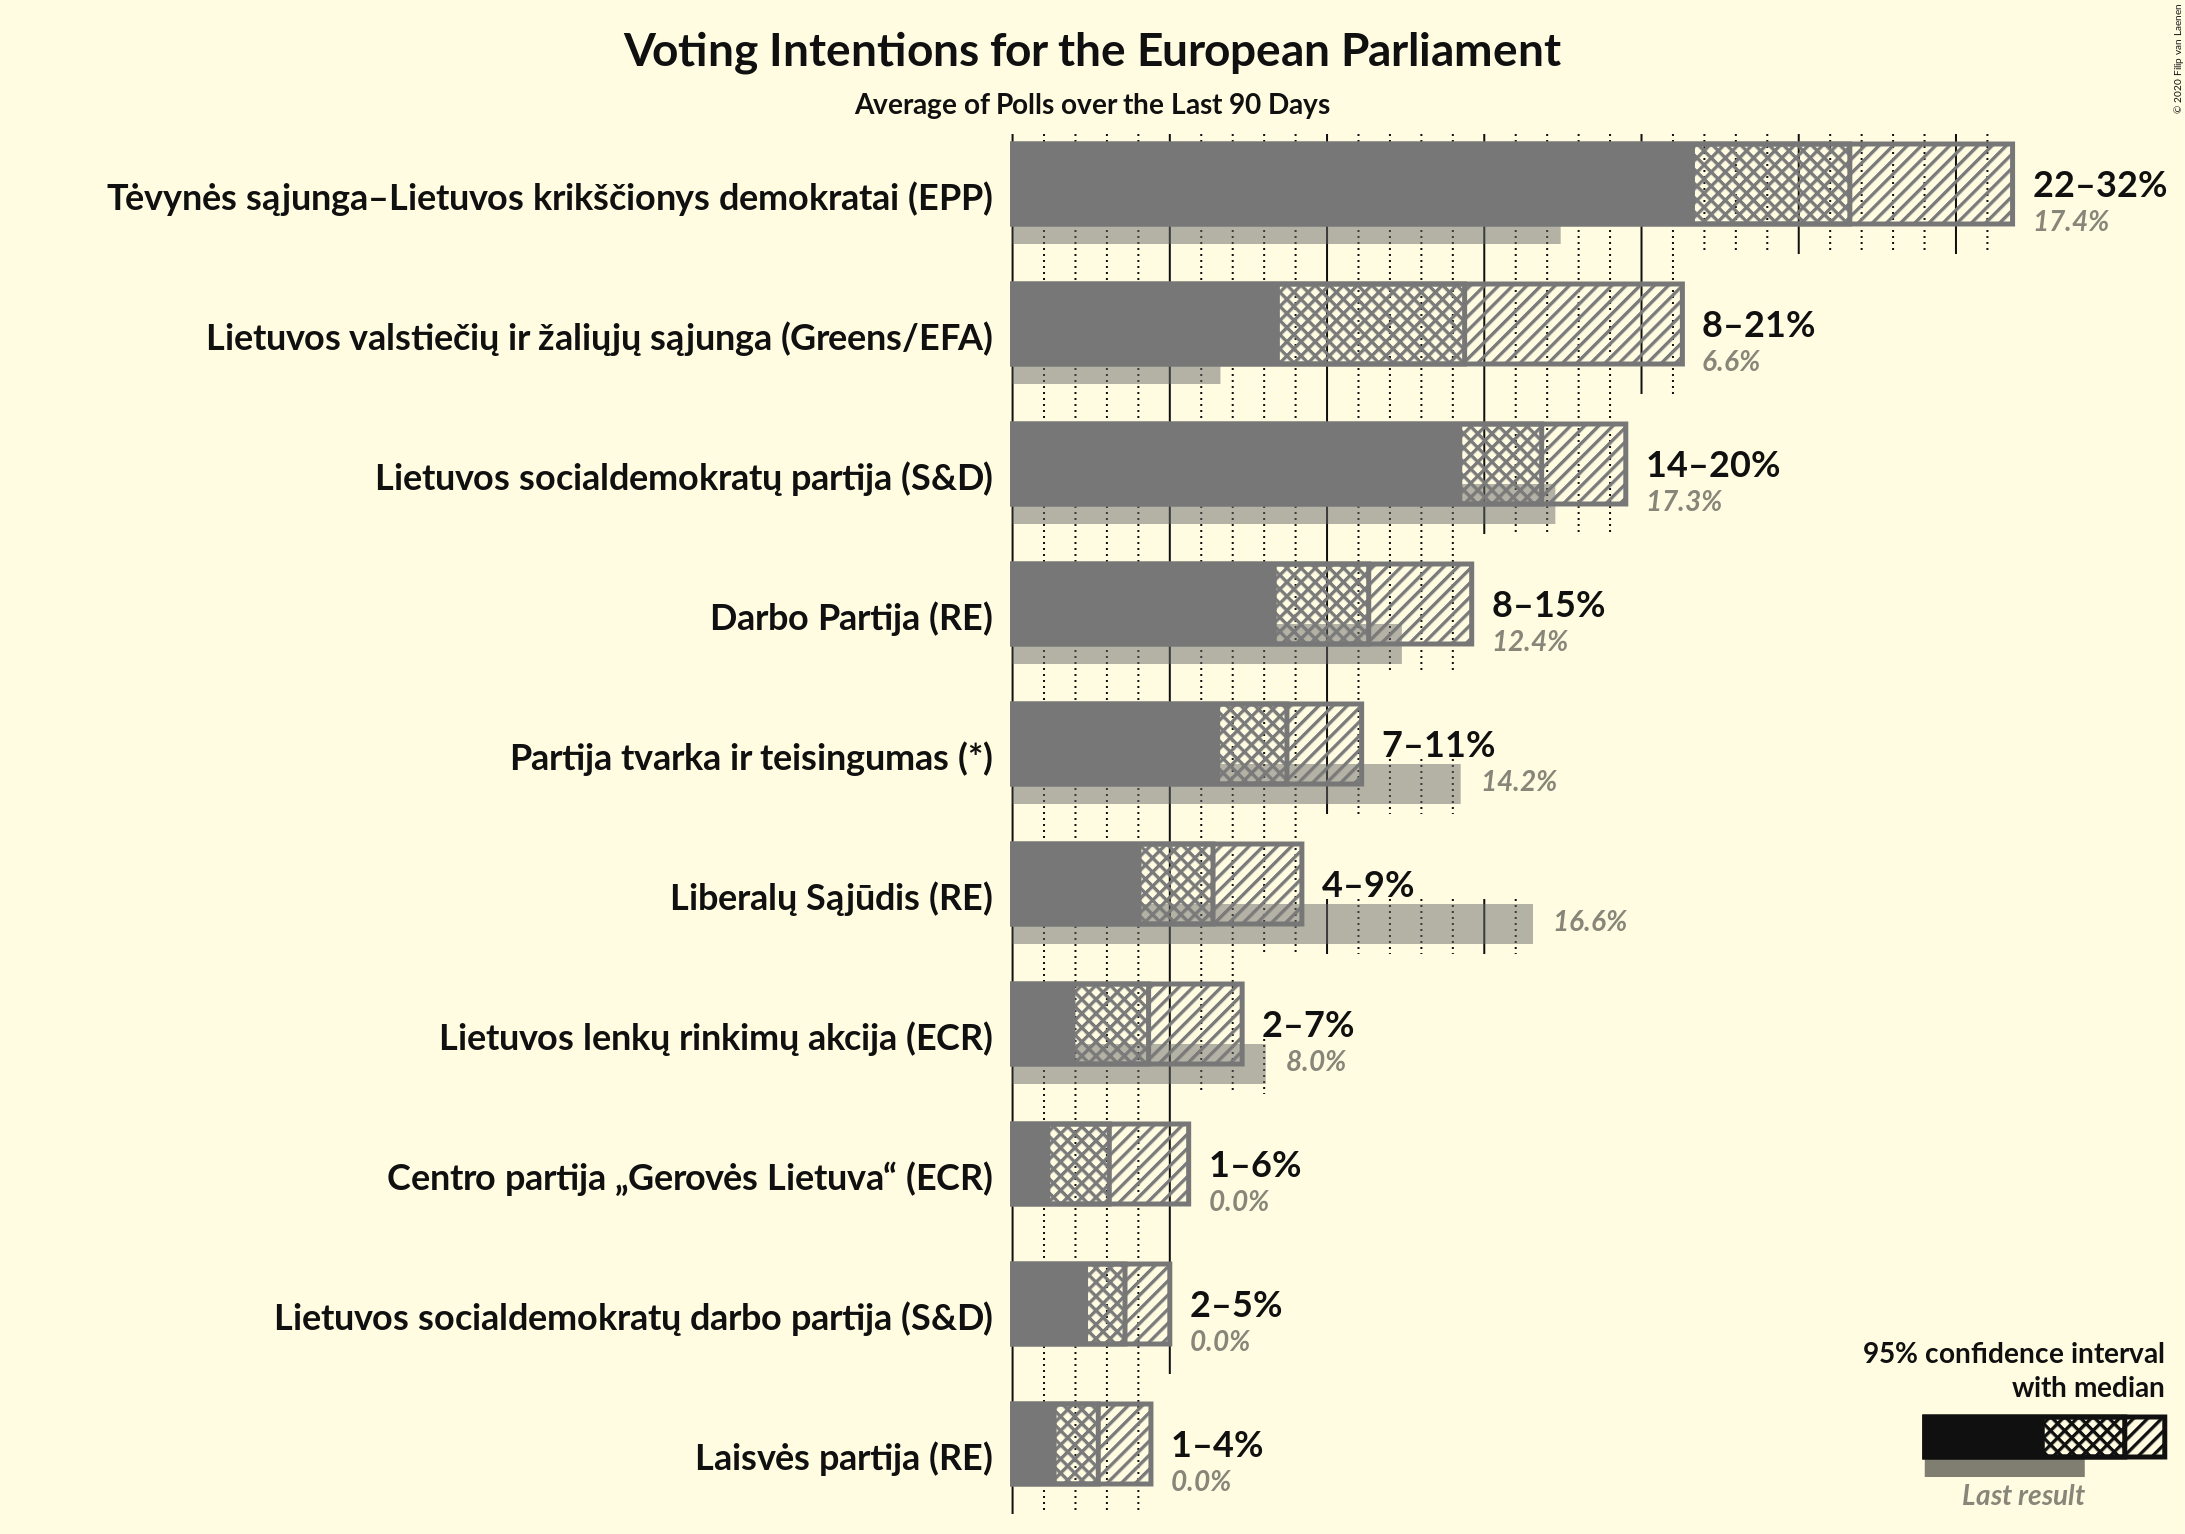 Voting Intentions for the European Parliament
Average of Polls over the Last 90 Days
© 2020 Filip van Laenen
Tėvynės sąjunga–Lietuvos krikščionys demokratai (EPP)
22–32%
17.4%
Lietuvos valstiečių ir žaliųjų sąjunga (Greens/EFA)
8–21%
6.6%
Lietuvos socialdemokratų partija (S&D)
14–20%
17.3%
Darbo Partija (RE)
8–15%
12.4%
Partija tvarka ir teisingumas (*)
7–11%
14.2%
Liberalų Sąjūdis (RE)
4–9%
16.6%
Lietuvos lenkų rinkimų akcija (ECR)
2–7%
8.0%
Centro partija „Gerovės Lietuva“ (ECR)
1–6%
0.0%
Lietuvos socialdemokratų darbo partija (S&D)
2–5%
0.0%
Laisvės partija (RE)
1–4%
0.0%
95% confidence interval
with median
Last result